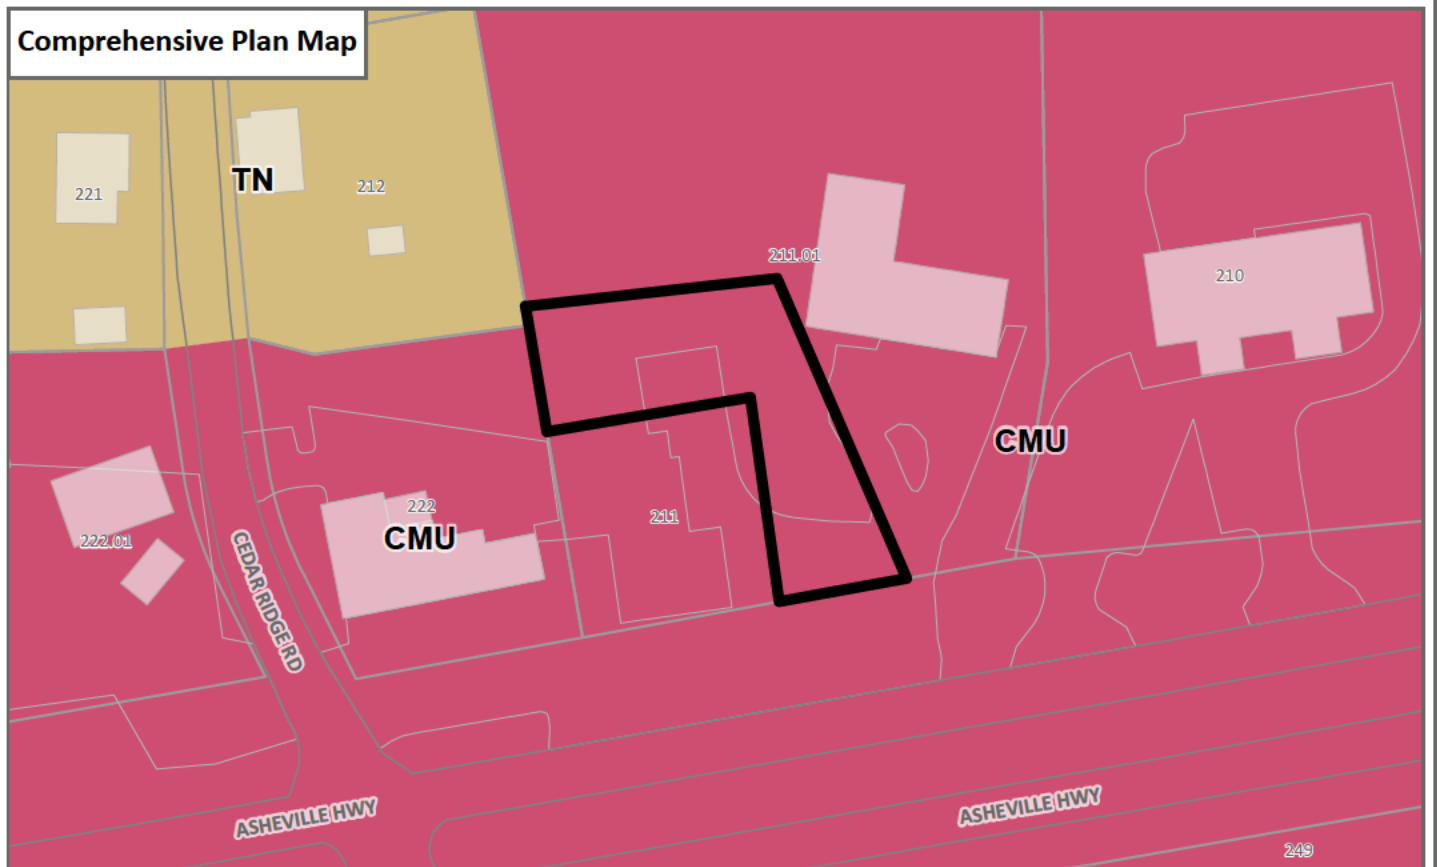 Comprehensive Plan Map
221
TN
212
211.01
210
CMU
222
211
CMU
222.01
CEDAR RIDGE RD
ASHEVILLE HWY
ASHEVILLE HWY
249